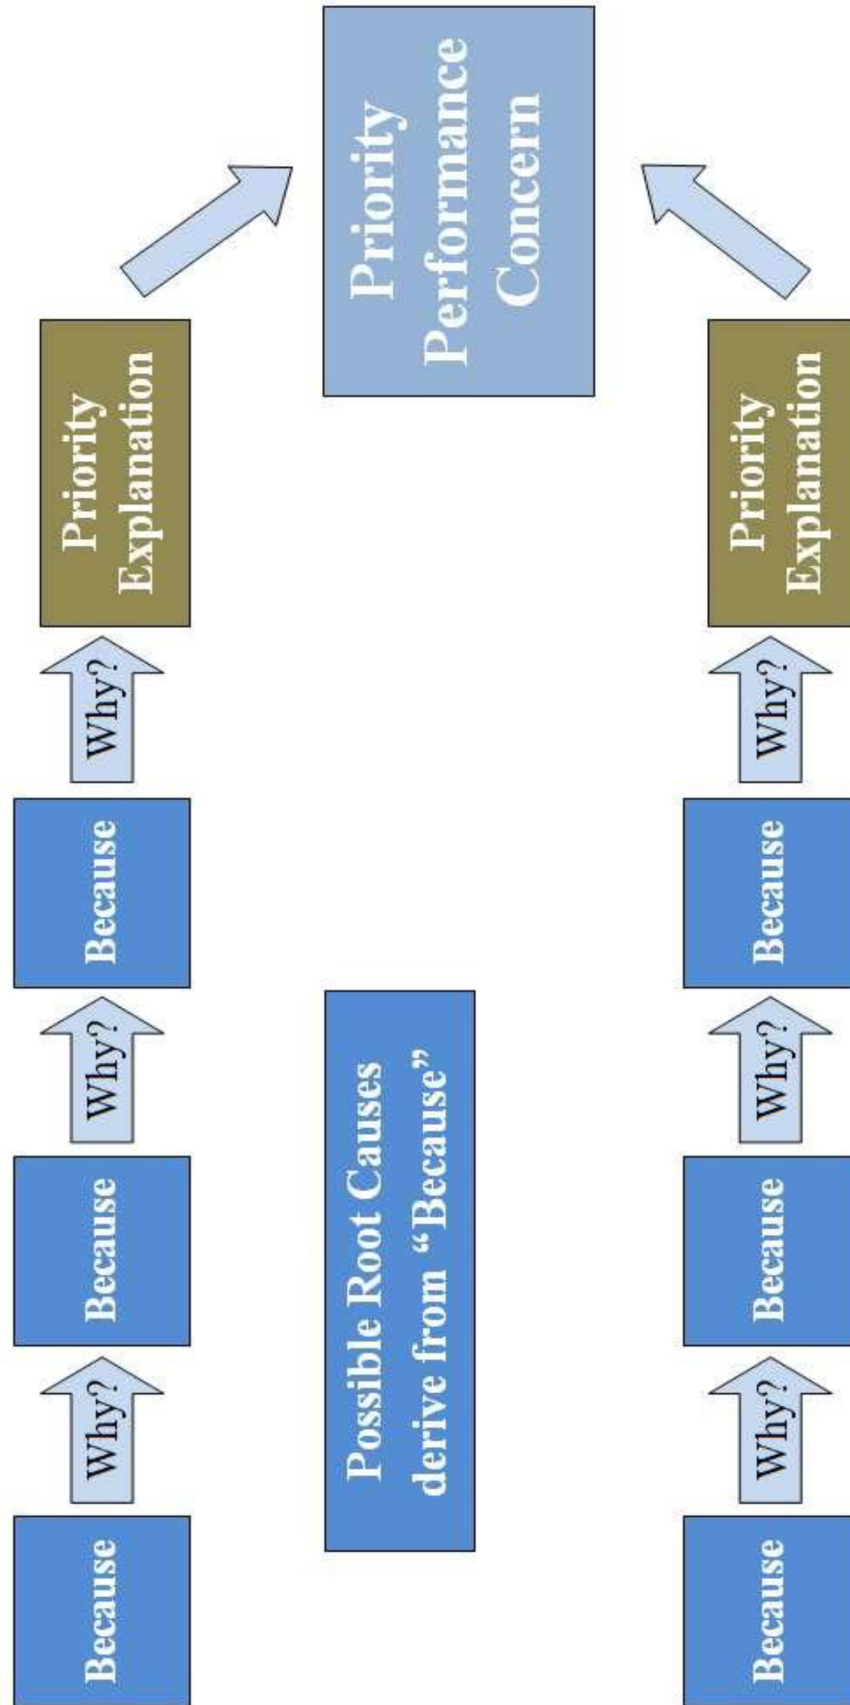 Because
Why?
Because
Why?
Because
Why?
Priority
Explanation
Possible Root Causes
derive from “Because”
Priority
Performance
Concern
Because
Why?
Because
Why?
Because
Why?
Priority
Explanation